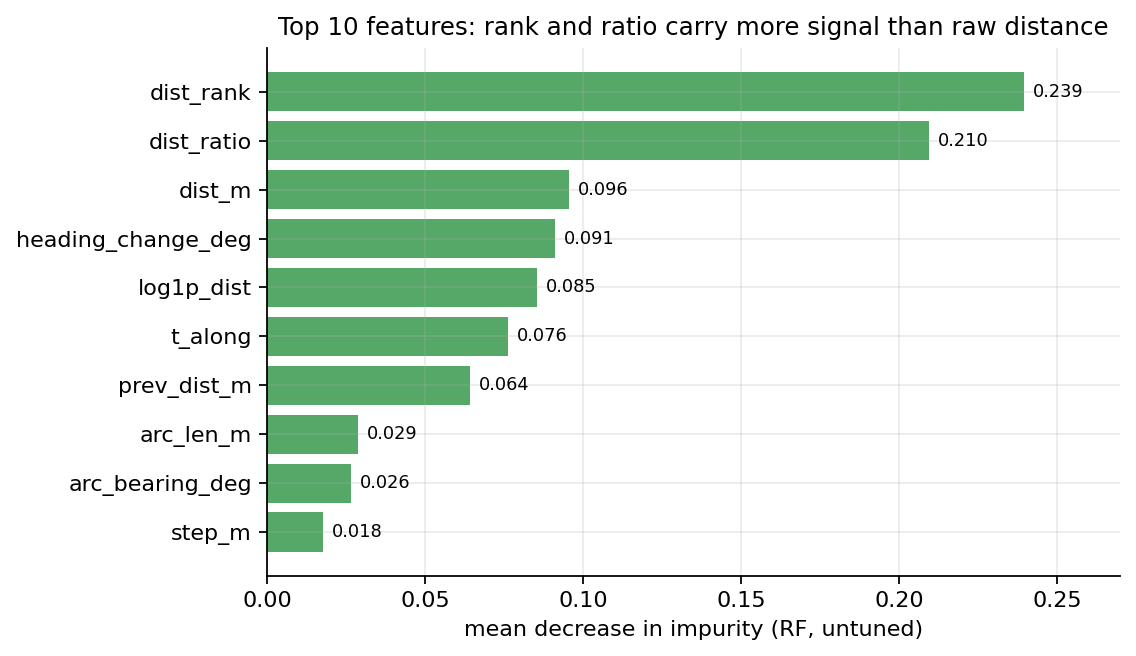 Top 10 features: rank and ratio carry more signal than raw distance
dist_rank 0.239
dist_ratio 0.210
dist_m 0.096
heading_change_deg 0.091
log1p_dist 0.085
t_along 0.076
prev_dist_m 0.064
arc_len_m 0.029
arc_bearing_deg 0.026
step_m 0.018
0.00 0.05 0.10 0.15 0.20 0.25
mean decrease in impurity (RF, untuned)